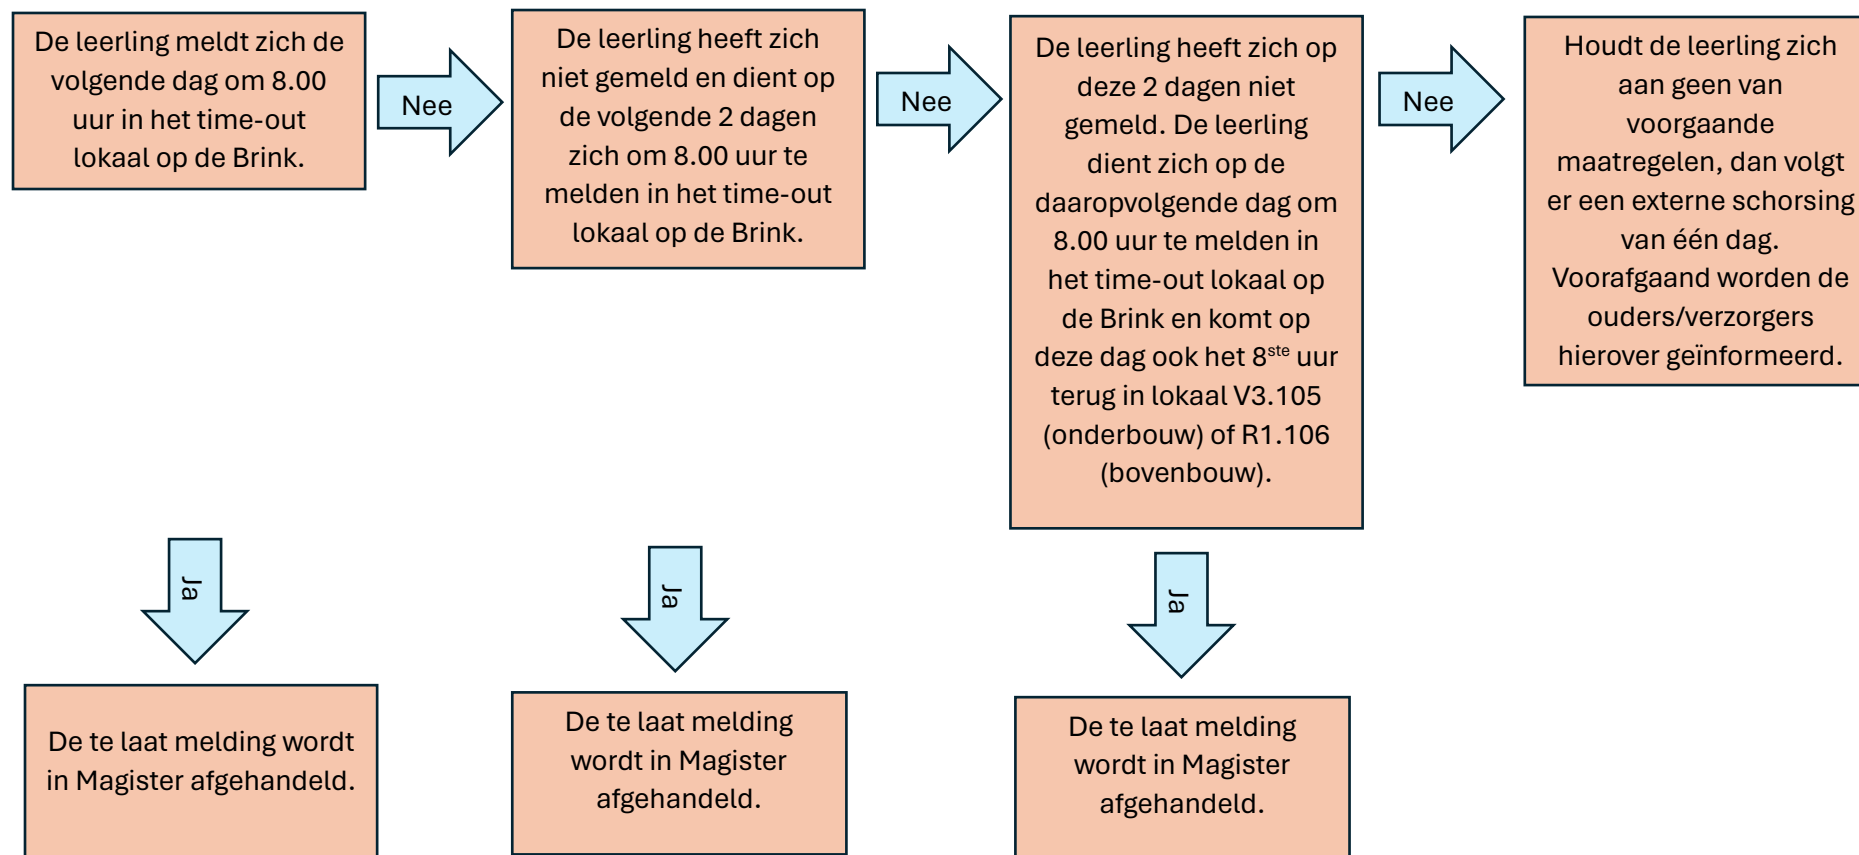 De leerling meldt zich de
volgende dag om 8.00
uur in het time-out
lokaal op de Brink.
Nee
De leerling heeft zich
niet gemeld en dient op
de volgende 2 dagen
zich om 8.00 uur te
melden in het time-out
lokaal op de Brink.
Nee
De leerling heeft zich op
deze 2 dagen niet
gemeld. De leerling
dient zich op de
daaropvolgende dag om
8.00 uur te melden in
het time-out lokaal op
de Brink en komt op
deze dag ook het 8ste uur
terug in lokaal V3.105
(onderbouw) of R1.106
(bovenbouw).
Nee
Houdt de leerling zich
aan geen van
voorgaande
maatregelen, dan volgt
er een externe schorsing
van één dag.
Voorafgaand worden de
ouders/verzorgers
hierover geïnformeerd.
Ja
Ja
Ja
De te laat melding wordt
in Magister afgehandeld.
De te laat melding
wordt in Magister
afgehandeld.
De te laat melding
wordt in Magister
afgehandeld.